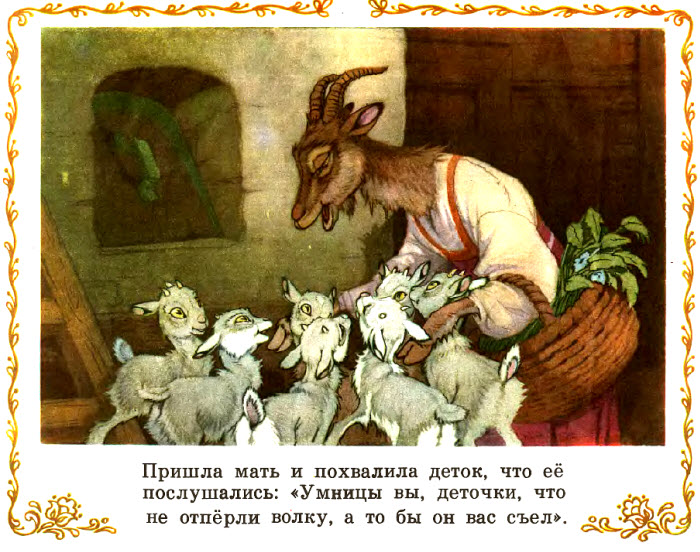 Пришла мать и похвалила деток, что её
послушались: «Умницы вы, деточки, что
не отпёрли волку, а то бы он вас съел».